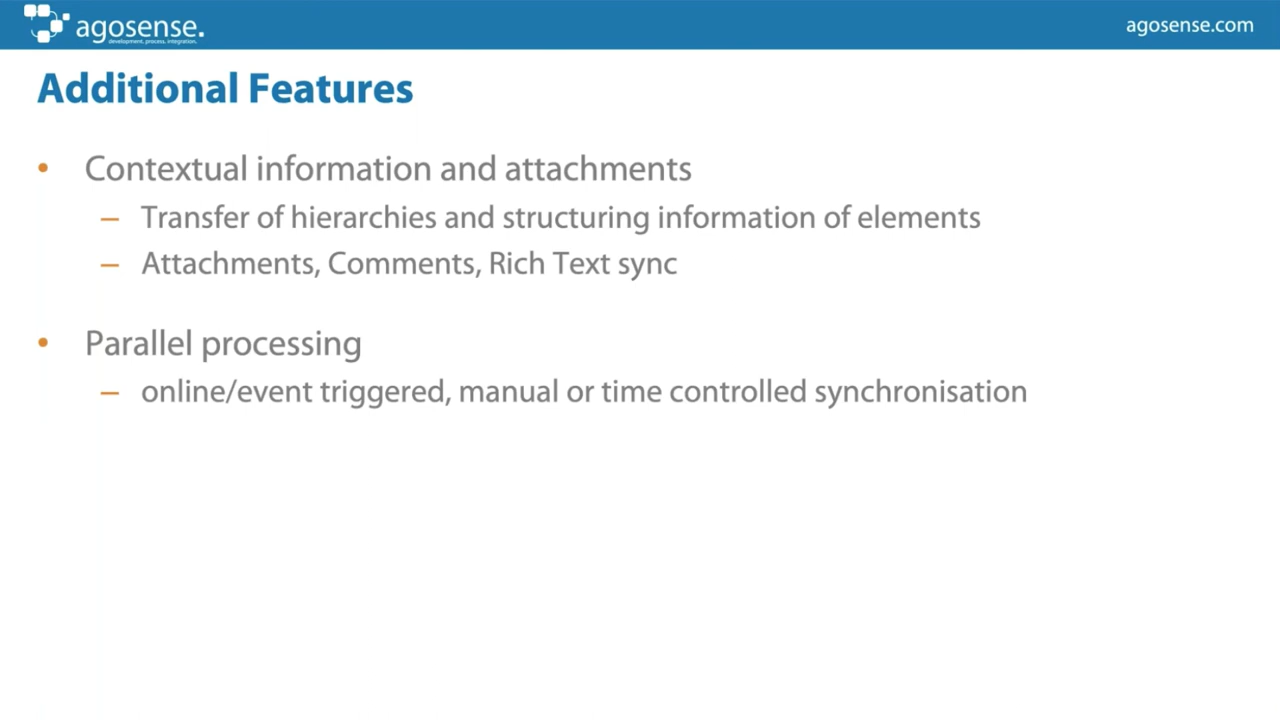 agosense.
development. process. integration.
agosense.com
Additional Features
• Contextual information and attachments
– Transfer of hierarchies and structuring information of elements
– Attachments, Comments, Rich Text sync
• Parallel processing
– online/event triggered, manual or time controlled synchronisation